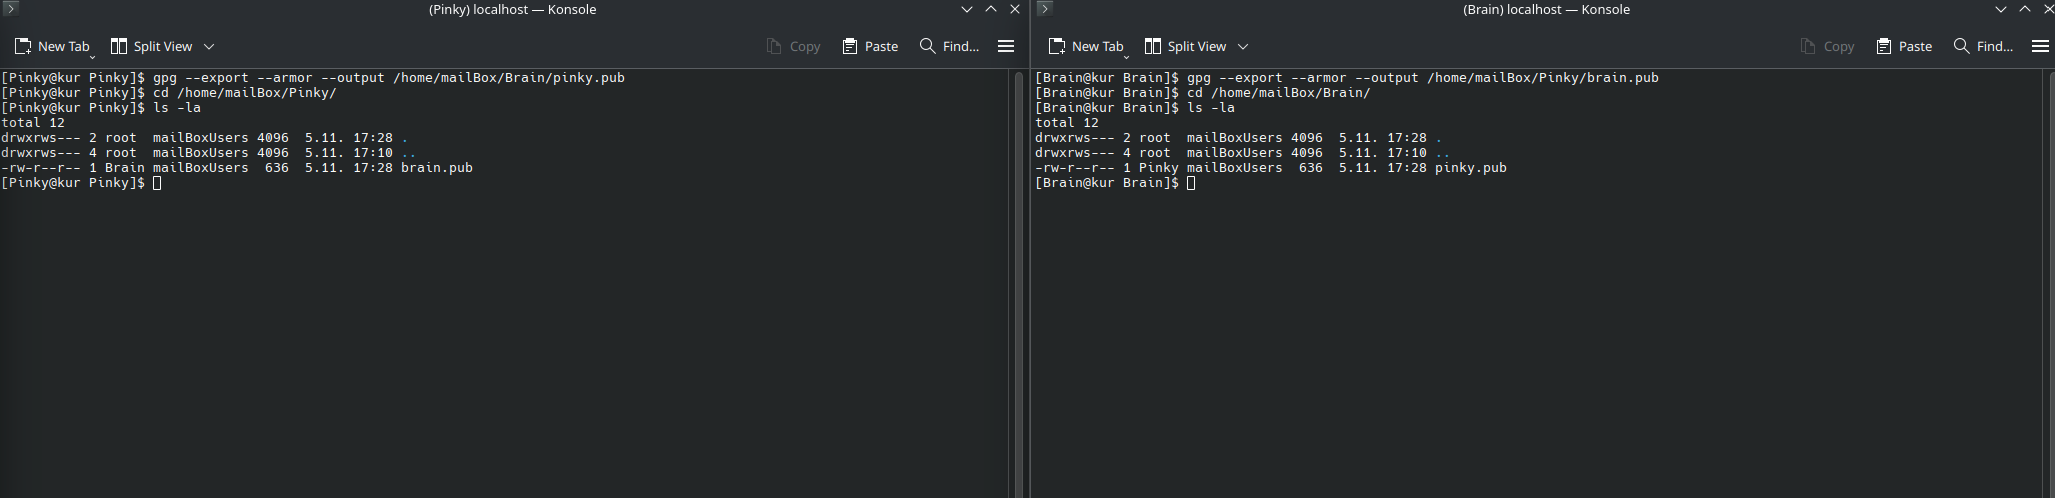 (Pinky) localhost — Konsole
New Tab Split View Copy Paste Find...
[Pinky@kur Pinky]$ gpg --export --armor --output /home/mailBox/Brain/pinky.pub
[Pinky@kur Pinky]$ cd /home/mailBox/Pinky/
[Pinky@kur Pinky]$ ls -la
total 12
drwxrws--- 2 root  mailBoxUsers 4096  5.11. 17:28 .
drwxrws--- 4 root  mailBoxUsers 4096  5.11. 17:10 ..
-rw-r--r-- 1 Brain mailBoxUsers  636  5.11. 17:28 brain.pub
[Pinky@kur Pinky]$
(Brain) localhost — Konsole
New Tab Split View Copy Paste Find...
[Brain@kur Brain]$ gpg --export --armor --output /home/mailBox/Pinky/brain.pub
[Brain@kur Brain]$ cd /home/mailBox/Brain/
[Brain@kur Brain]$ ls -la
total 12
drwxrws--- 2 root  mailBoxUsers 4096  5.11. 17:28 .
drwxrws--- 4 root  mailBoxUsers 4096  5.11. 17:10 ..
-rw-r--r-- 1 Pinky mailBoxUsers  636  5.11. 17:28 pinky.pub
[Brain@kur Brain]$